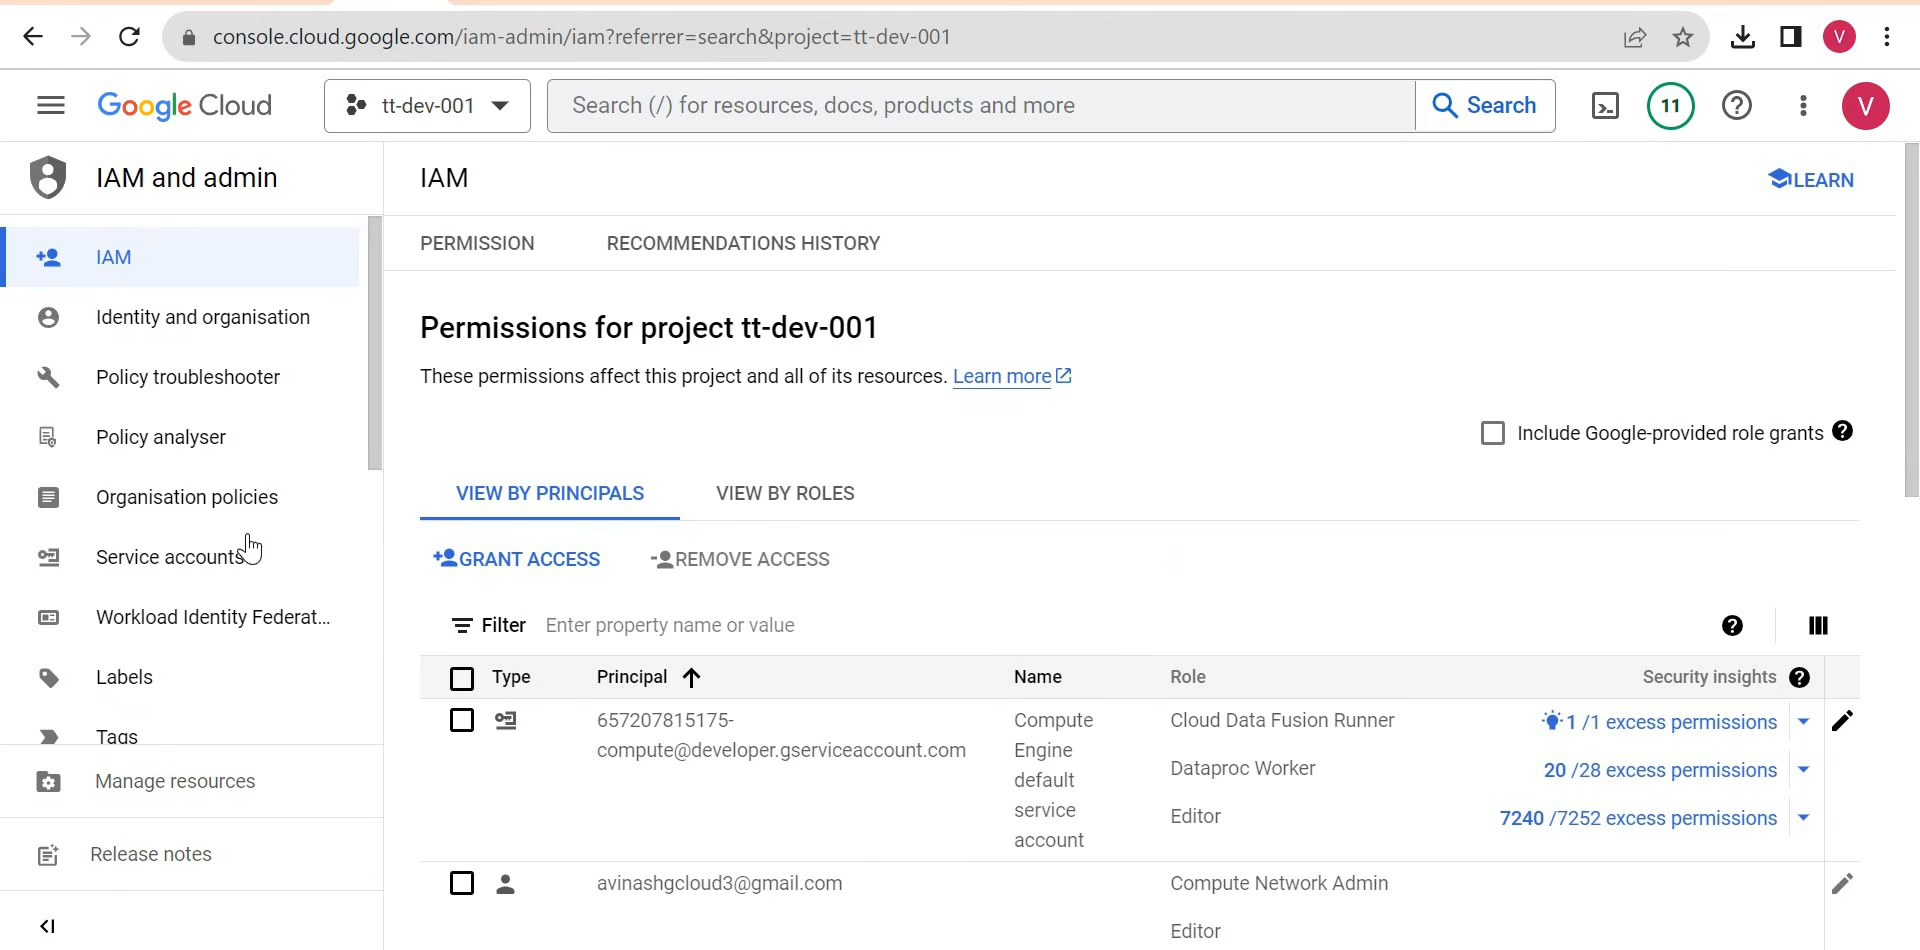 console.cloud.google.com/iam-admin/iam?referrer=search&project=tt-dev-001
V
Google Cloud
tt-dev-001
Search (/) for resources, docs, products and more
Search
11
V
IAM and admin
IAM
LEARN
IAM
Identity and organisation
Policy troubleshooter
Policy analyser
Organisation policies
Service accounts
Workload Identity Federat...
Labels
Tags
Manage resources
Release notes
PERMISSION
RECOMMENDATIONS HISTORY
Permissions for project tt-dev-001
These permissions affect this project and all of its resources. Learn more
Include Google-provided role grants
VIEW BY PRINCIPALS
VIEW BY ROLES
GRANT ACCESS
REMOVE ACCESS
Filter
Enter property name or value
Type
Principal
Name
Role
Security insights
657207815175-
compute@developer.gserviceaccount.com
Compute
Engine
default
service
account
Cloud Data Fusion Runner
1 /1 excess permissions
Dataproc Worker
20 /28 excess permissions
Editor
7240 /7252 excess permissions
avinashgcloud3@gmail.com
Compute Network Admin
Editor